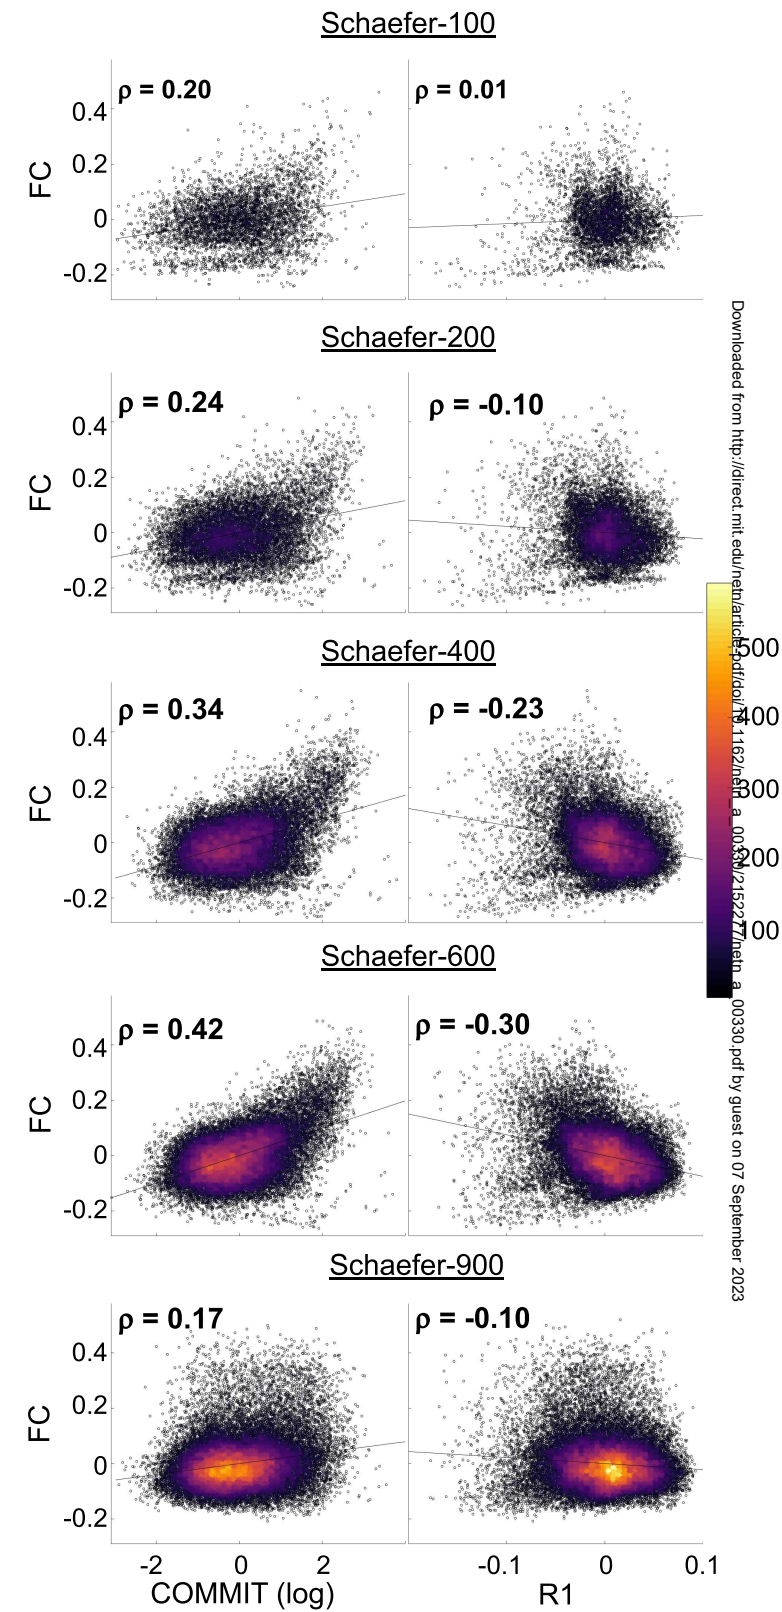 Schaefer-100
ρ = 0.20
ρ = 0.01
FC
0.4
0.2
0
-0.2
Schaefer-200
ρ = 0.24
ρ = -0.10
FC
0.4
0.2
0
-0.2
Schaefer-400
ρ = 0.34
ρ = -0.23
FC
0.4
0.2
0
-0.2
Schaefer-600
ρ = 0.42
ρ = -0.30
FC
0.4
0.2
0
-0.2
Schaefer-900
ρ = 0.17
ρ = -0.10
FC
0.4
0.2
0
-0.2
-2 0 2
-0.1 0 0.1
COMMIT (log)
R1
500
400
300
200
100
Downloaded from http://direct.mit.edu/netn/article-pdf/doi/10.1162/netn_a_00330/2152277/netn_a_00330.pdf by guest on 07 September 2023